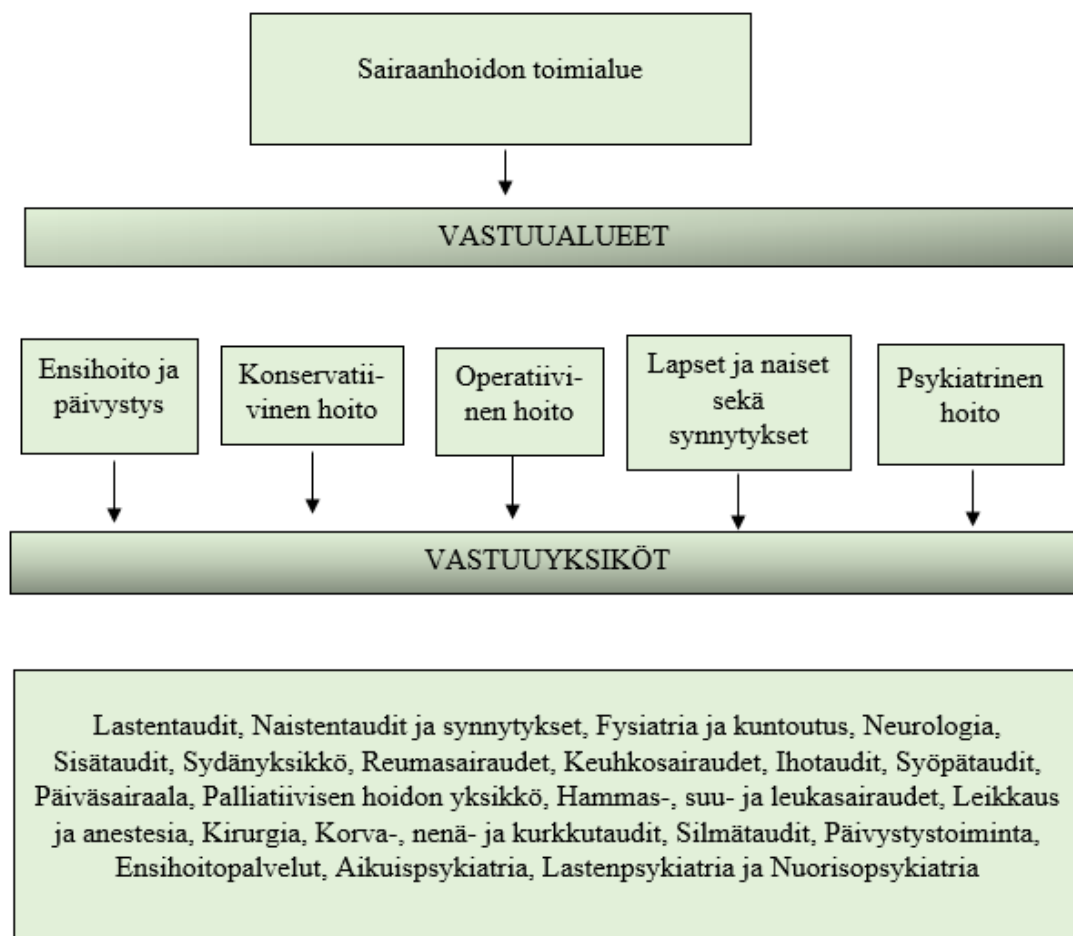 Sairaanhoidon toimialue
VASTUUALUEET
Ensihoito ja
päivystys
Konservatii-
vinen hoito
Operatiivi-
nen hoito
Lapset ja naiset
sekä
synnytykset
Psykiatrinen
hoito
VASTUUYKSIKÖT
Lastentaudit, Naistentaudit ja synnytykset, Fysiatria ja kuntoutus, Neurologia,
Sisätaudit, Sydänyksikkö, Reumasairaudet, Keuhkosairaudet, Ihotaudit, Syöpätaudit,
Päiväsairaala, Palliatiivisen hoidon yksikkö, Hammas-, suu- ja leukasairaudet, Leikkaus
ja anestesia, Kirurgia, Korva-, nenä- ja kurkkutaudit, Silmätaudit, Päivystystoiminta,
Ensihoitopalvelut, Aikuispsykiatria, Lastenpsykiatria ja Nuorisopsykiatria